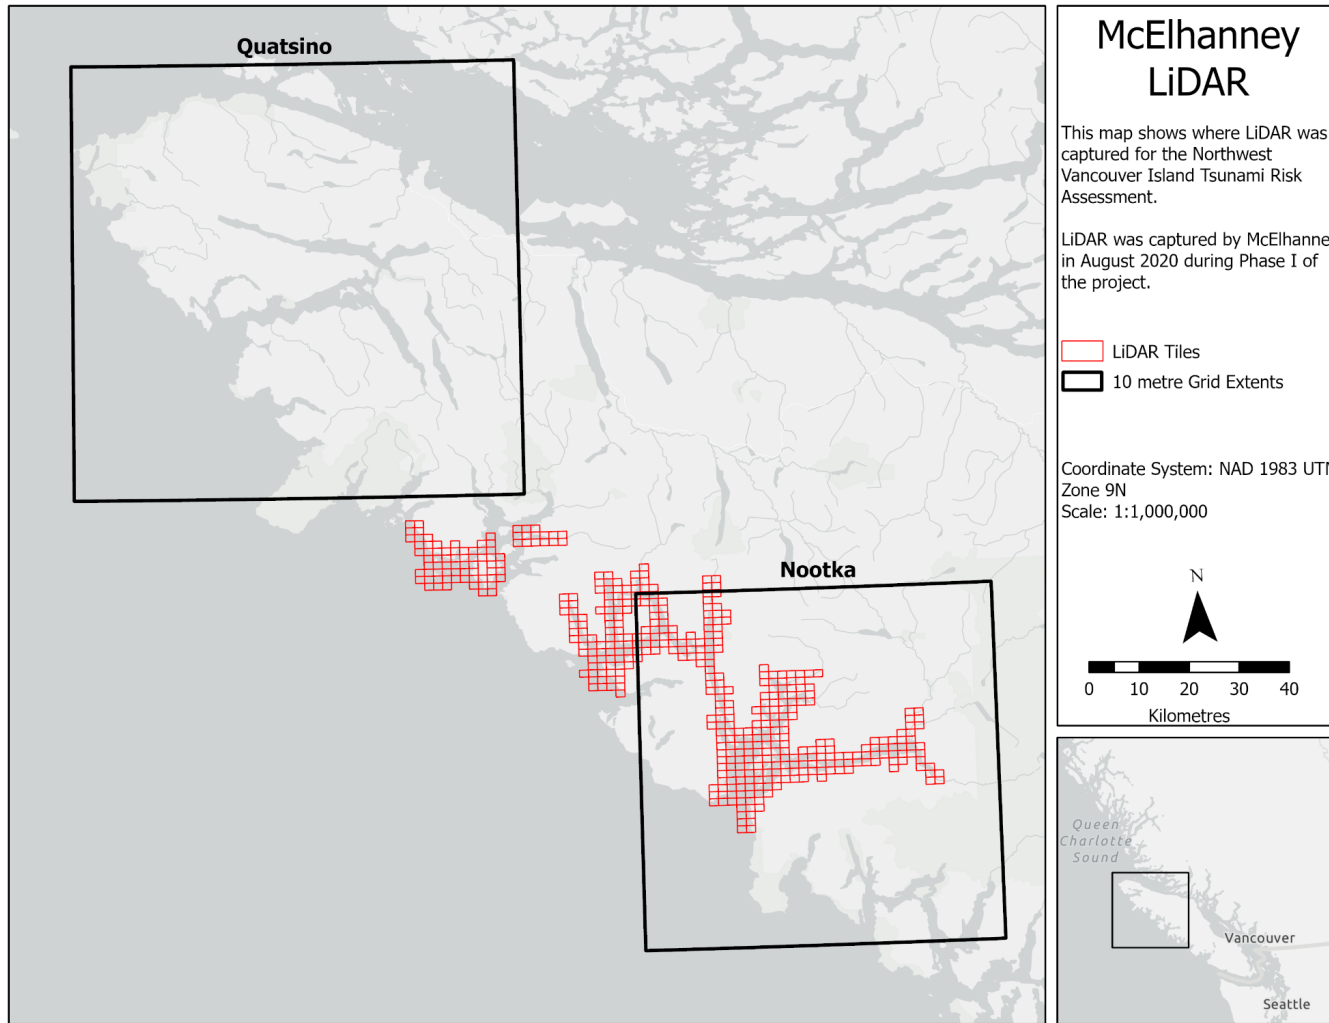 Quatsino
Nootka
McElhanney
LiDAR
This map shows where LiDAR was
captured for the Northwest
Vancouver Island Tsunami Risk
Assessment.
LiDAR was captured by McElhanne
in August 2020 during Phase I of
the project.
LiDAR Tiles
10 metre Grid Extents
Coordinate System: NAD 1983 UTM
Zone 9N
Scale: 1:1,000,000
N
0 10 20 30 40
Kilometres
Queen
Charlotte
Sound
Vancouver
Seattle